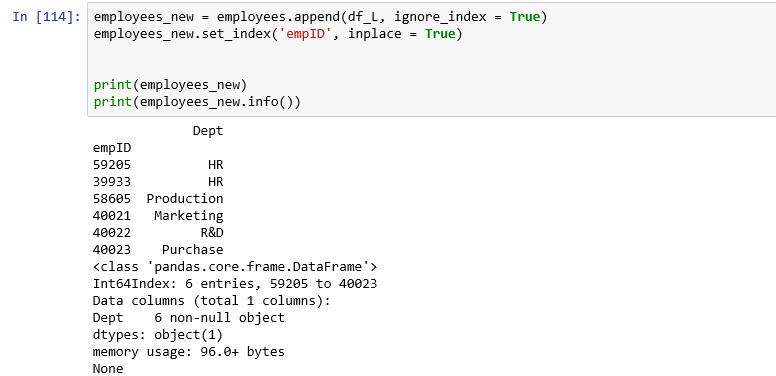 In [114]: employees_new = employees.append(df_L, ignore_index = True)
employees_new.set_index('empID', inplace = True)
print(employees_new)
print(employees_new.info())
Dept
empID
59205 HR
39933 HR
58605 Production
40021 Marketing
40022 R&D
40023 Purchase
<class 'pandas.core.frame.DataFrame'>
Int64Index: 6 entries, 59205 to 40023
Data columns (total 1 columns):
Dept 6 non-null object
dtypes: object(1)
memory usage: 96.0+ bytes
None